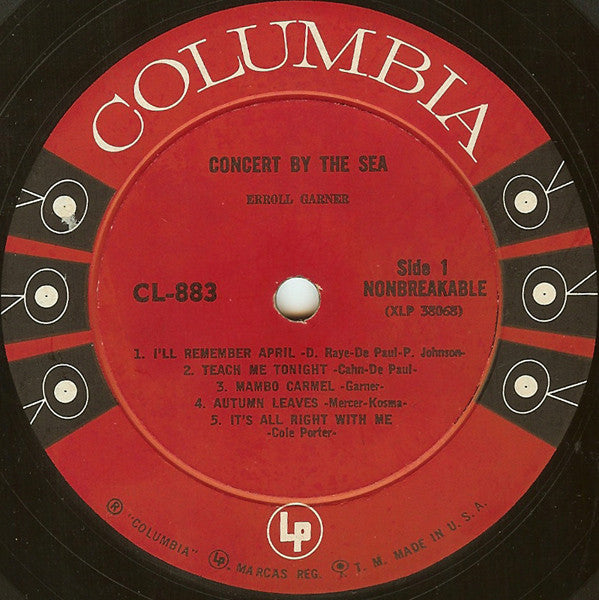 COLUMBIA
CONCERT BY THE SEA
ERROLL GARNER
CL-883
Side 1
NONBREAKABLE
(XLP 38068)
1. I'LL REMEMBER APRIL -D. Raye-De Paul-P. Johnson-
2. TEACH ME TONIGHT -Cahn-De Paul-
3. MAMBO CARMEL -Garner-
4. AUTUMN LEAVES -Mercer-Kosma-
5. IT'S ALL RIGHT WITH ME
-Cole Porter-
Lp
® "COLUMBIA" Lp. MARCAS REG. T. M. MADE IN U. S. A.